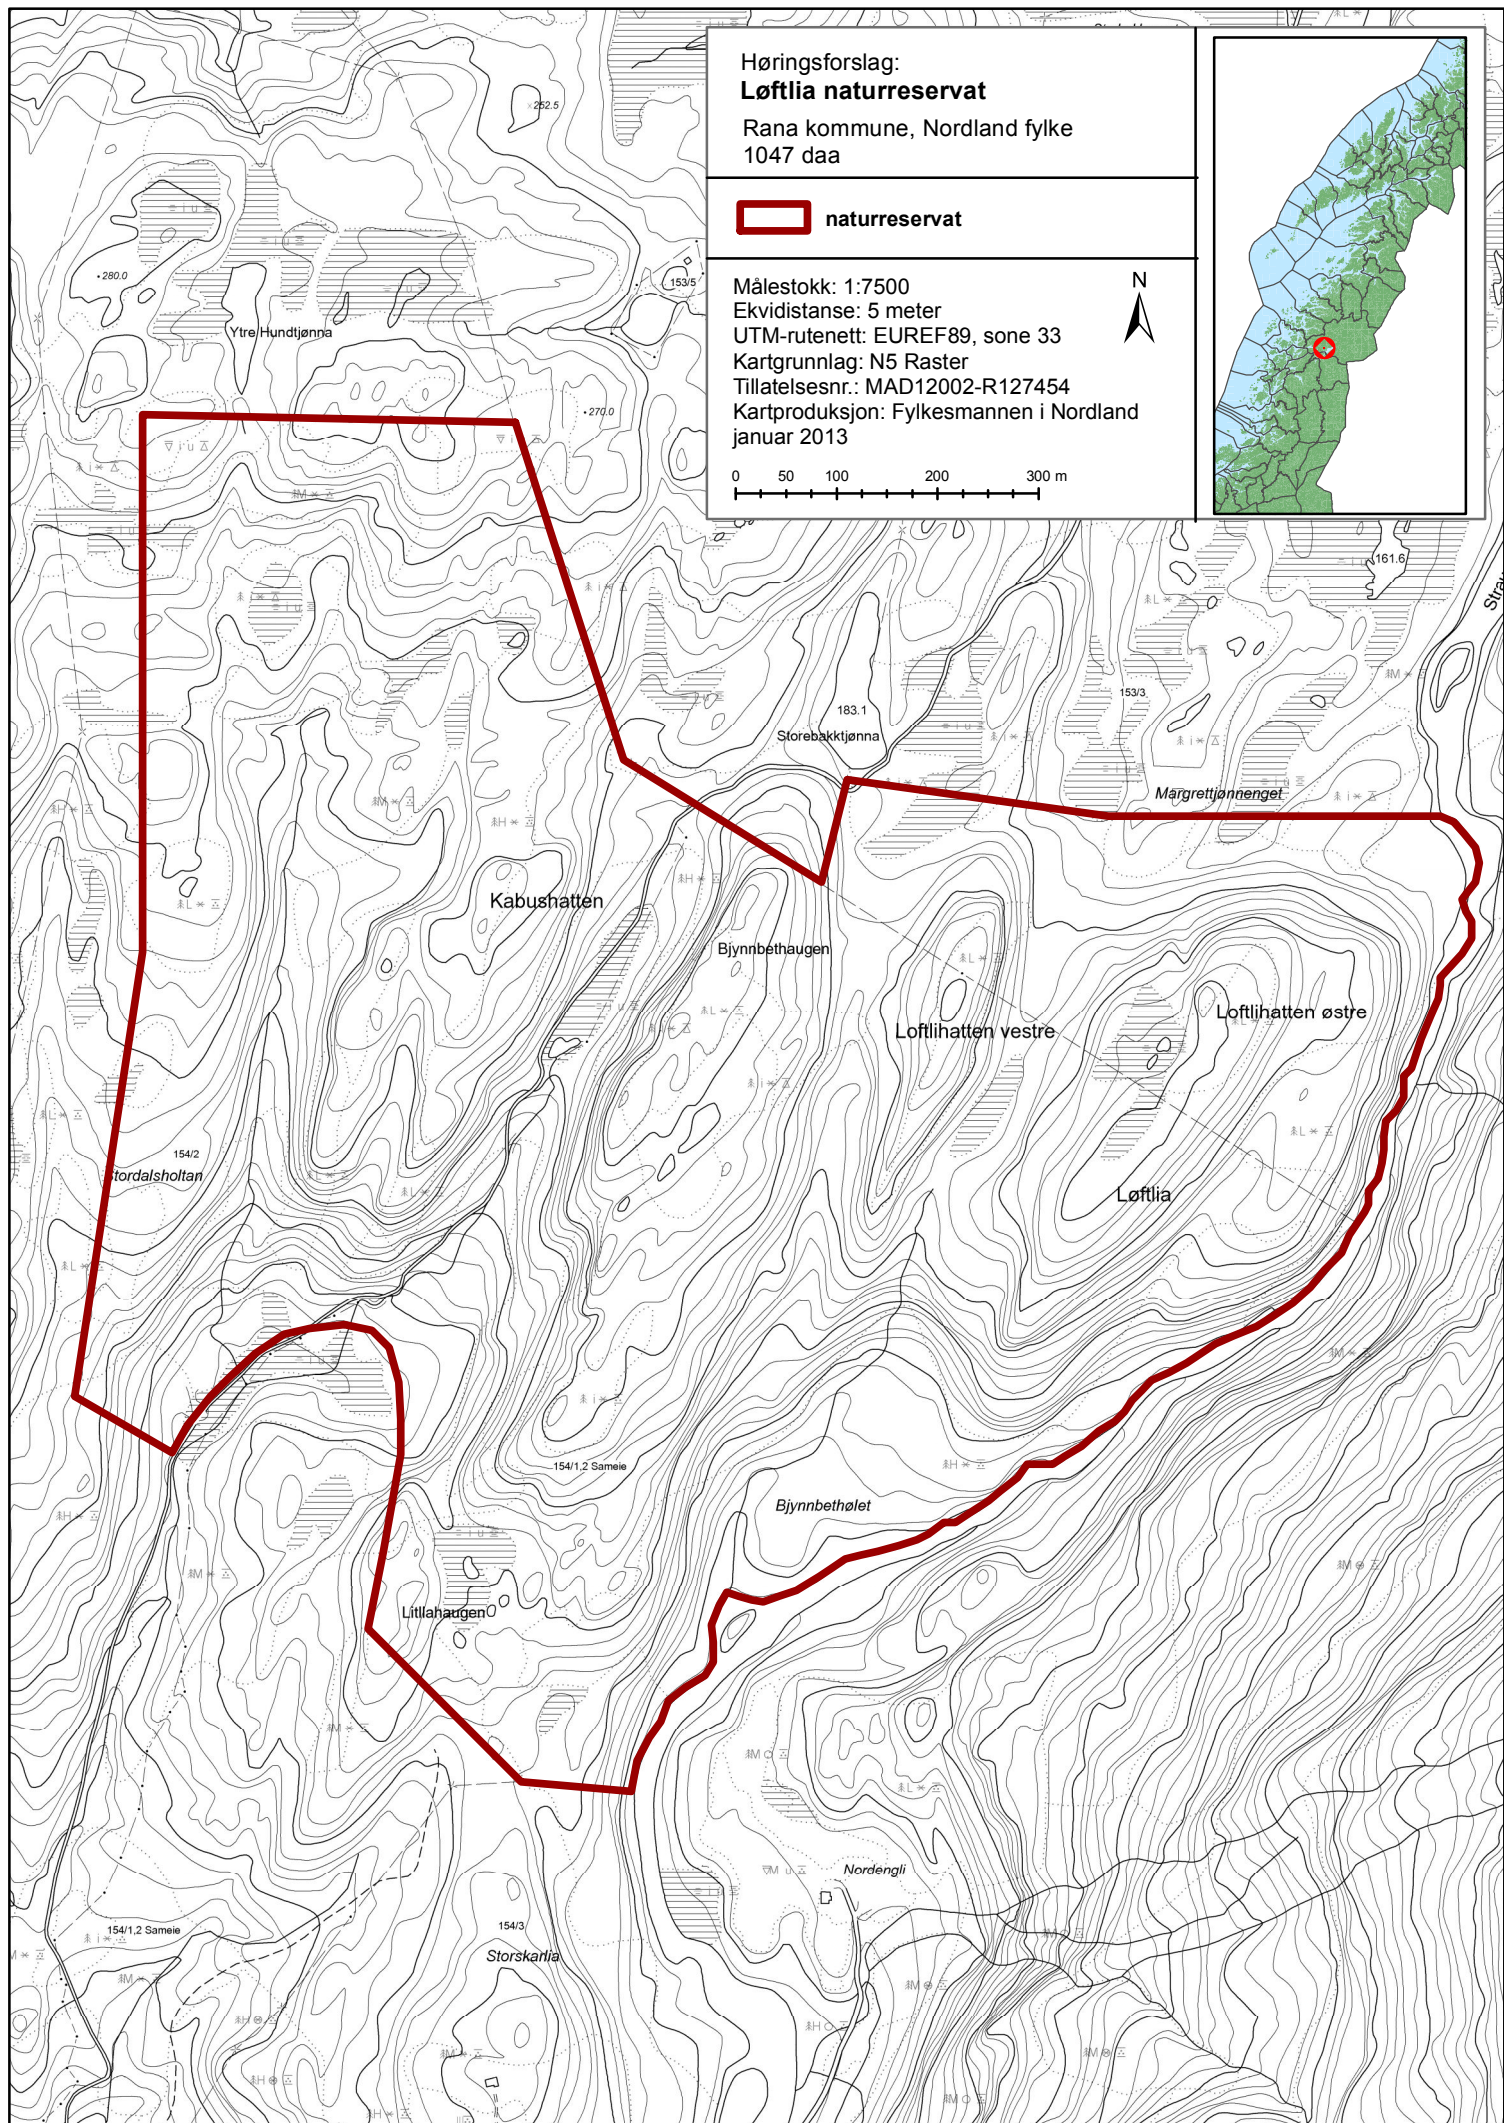 Høringsforslag:
Løftlia naturreservat
Rana kommune, Nordland fylke
1047 daa
naturreservat
Målestokk: 1:7500
Ekvidistanse: 5 meter
UTM-rutenett: EUREF89, sone 33
Kartgrunnlag: N5 Raster
Tillatelsesnr.: MAD12002-R127454
Kartproduksjon: Fylkesmannen i Nordland
januar 2013
N
0 50 100 200 300 m
252.5
280.0
153/5
Ytre Hundtjønna
270.0
161.6
153/3
183.1
Storebakktjønna
Margrettjønnenget
Kabushatten
Bjynnbethaugen
Loftlihatten vestre
Loftlihatten østre
154/2
Stordalsholtan
Løftlia
154/1,2 Sameie
Bjynnbethølet
Litllahaugen
Nordengli
154/3
154/1,2 Sameie
Storskarlia